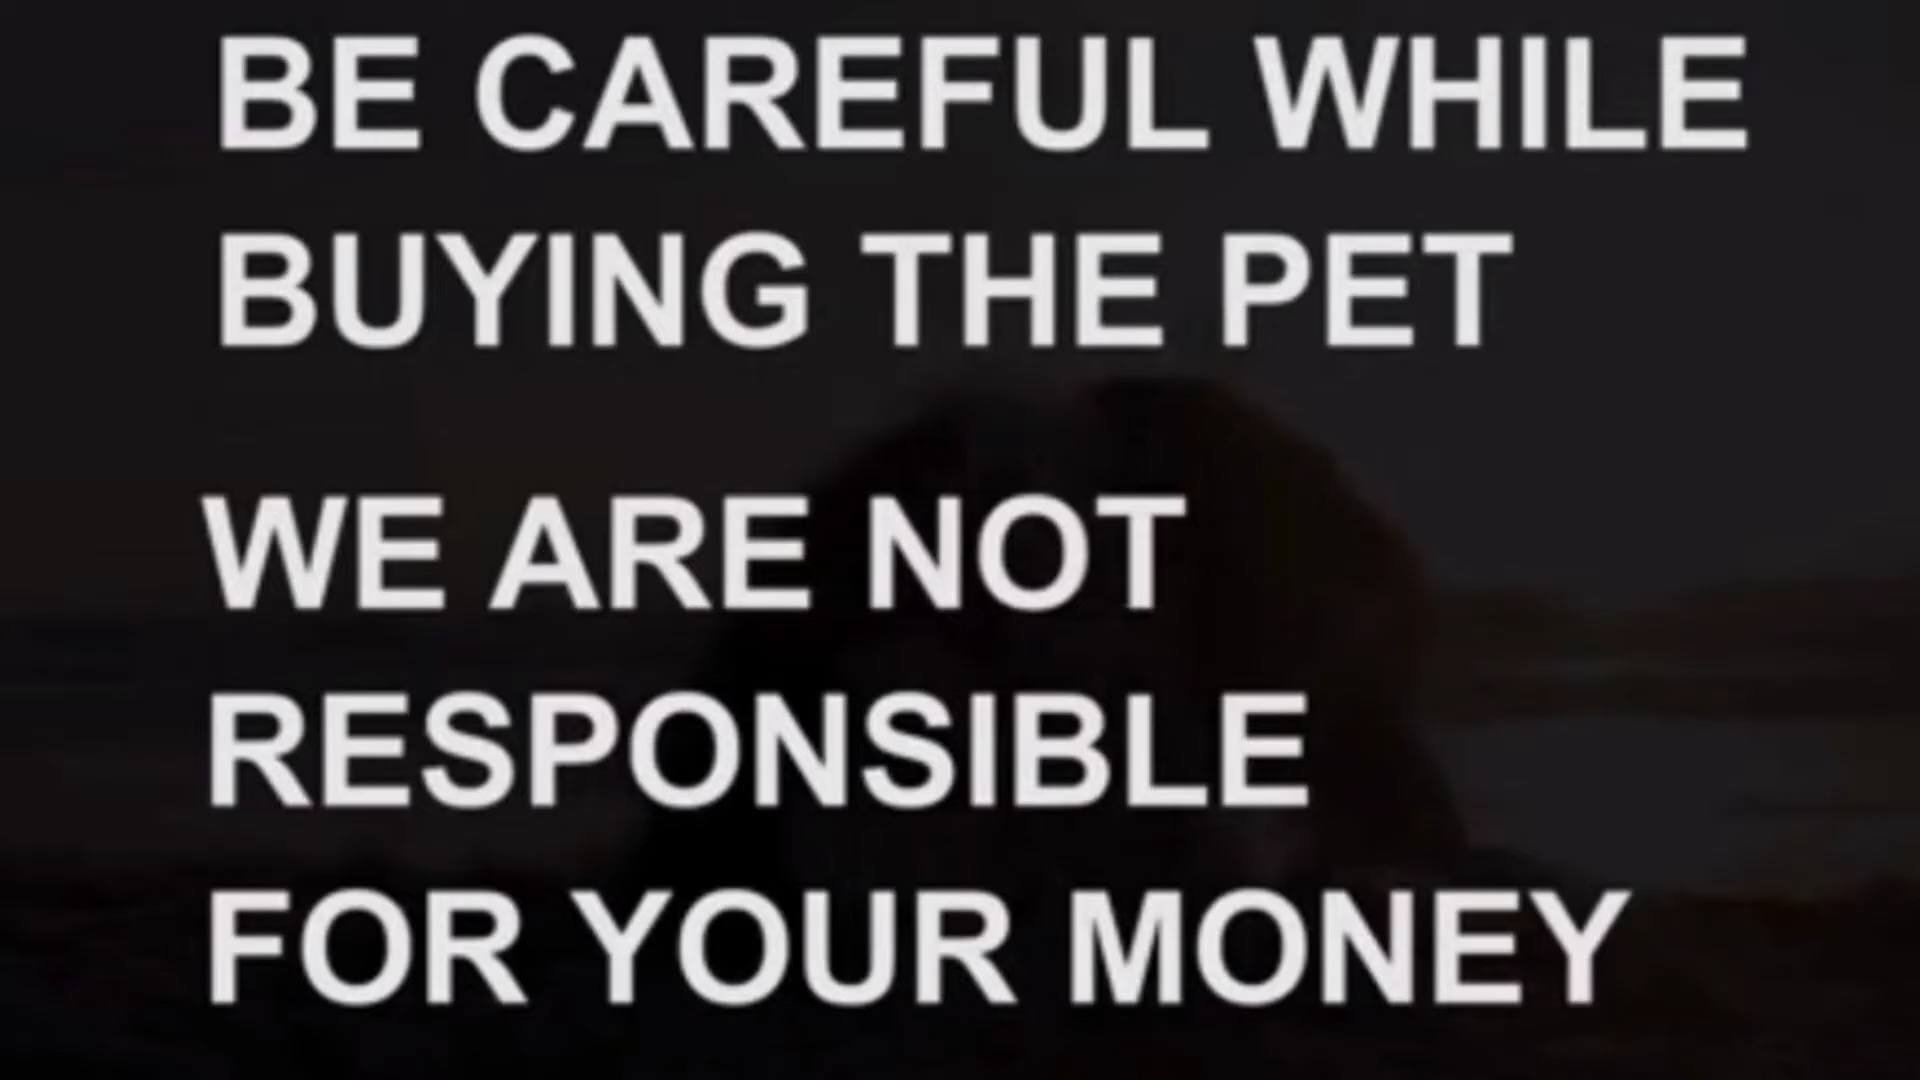 BE CAREFUL WHILE
BUYING THE PET
WE ARE NOT
RESPONSIBLE
FOR YOUR MONEY